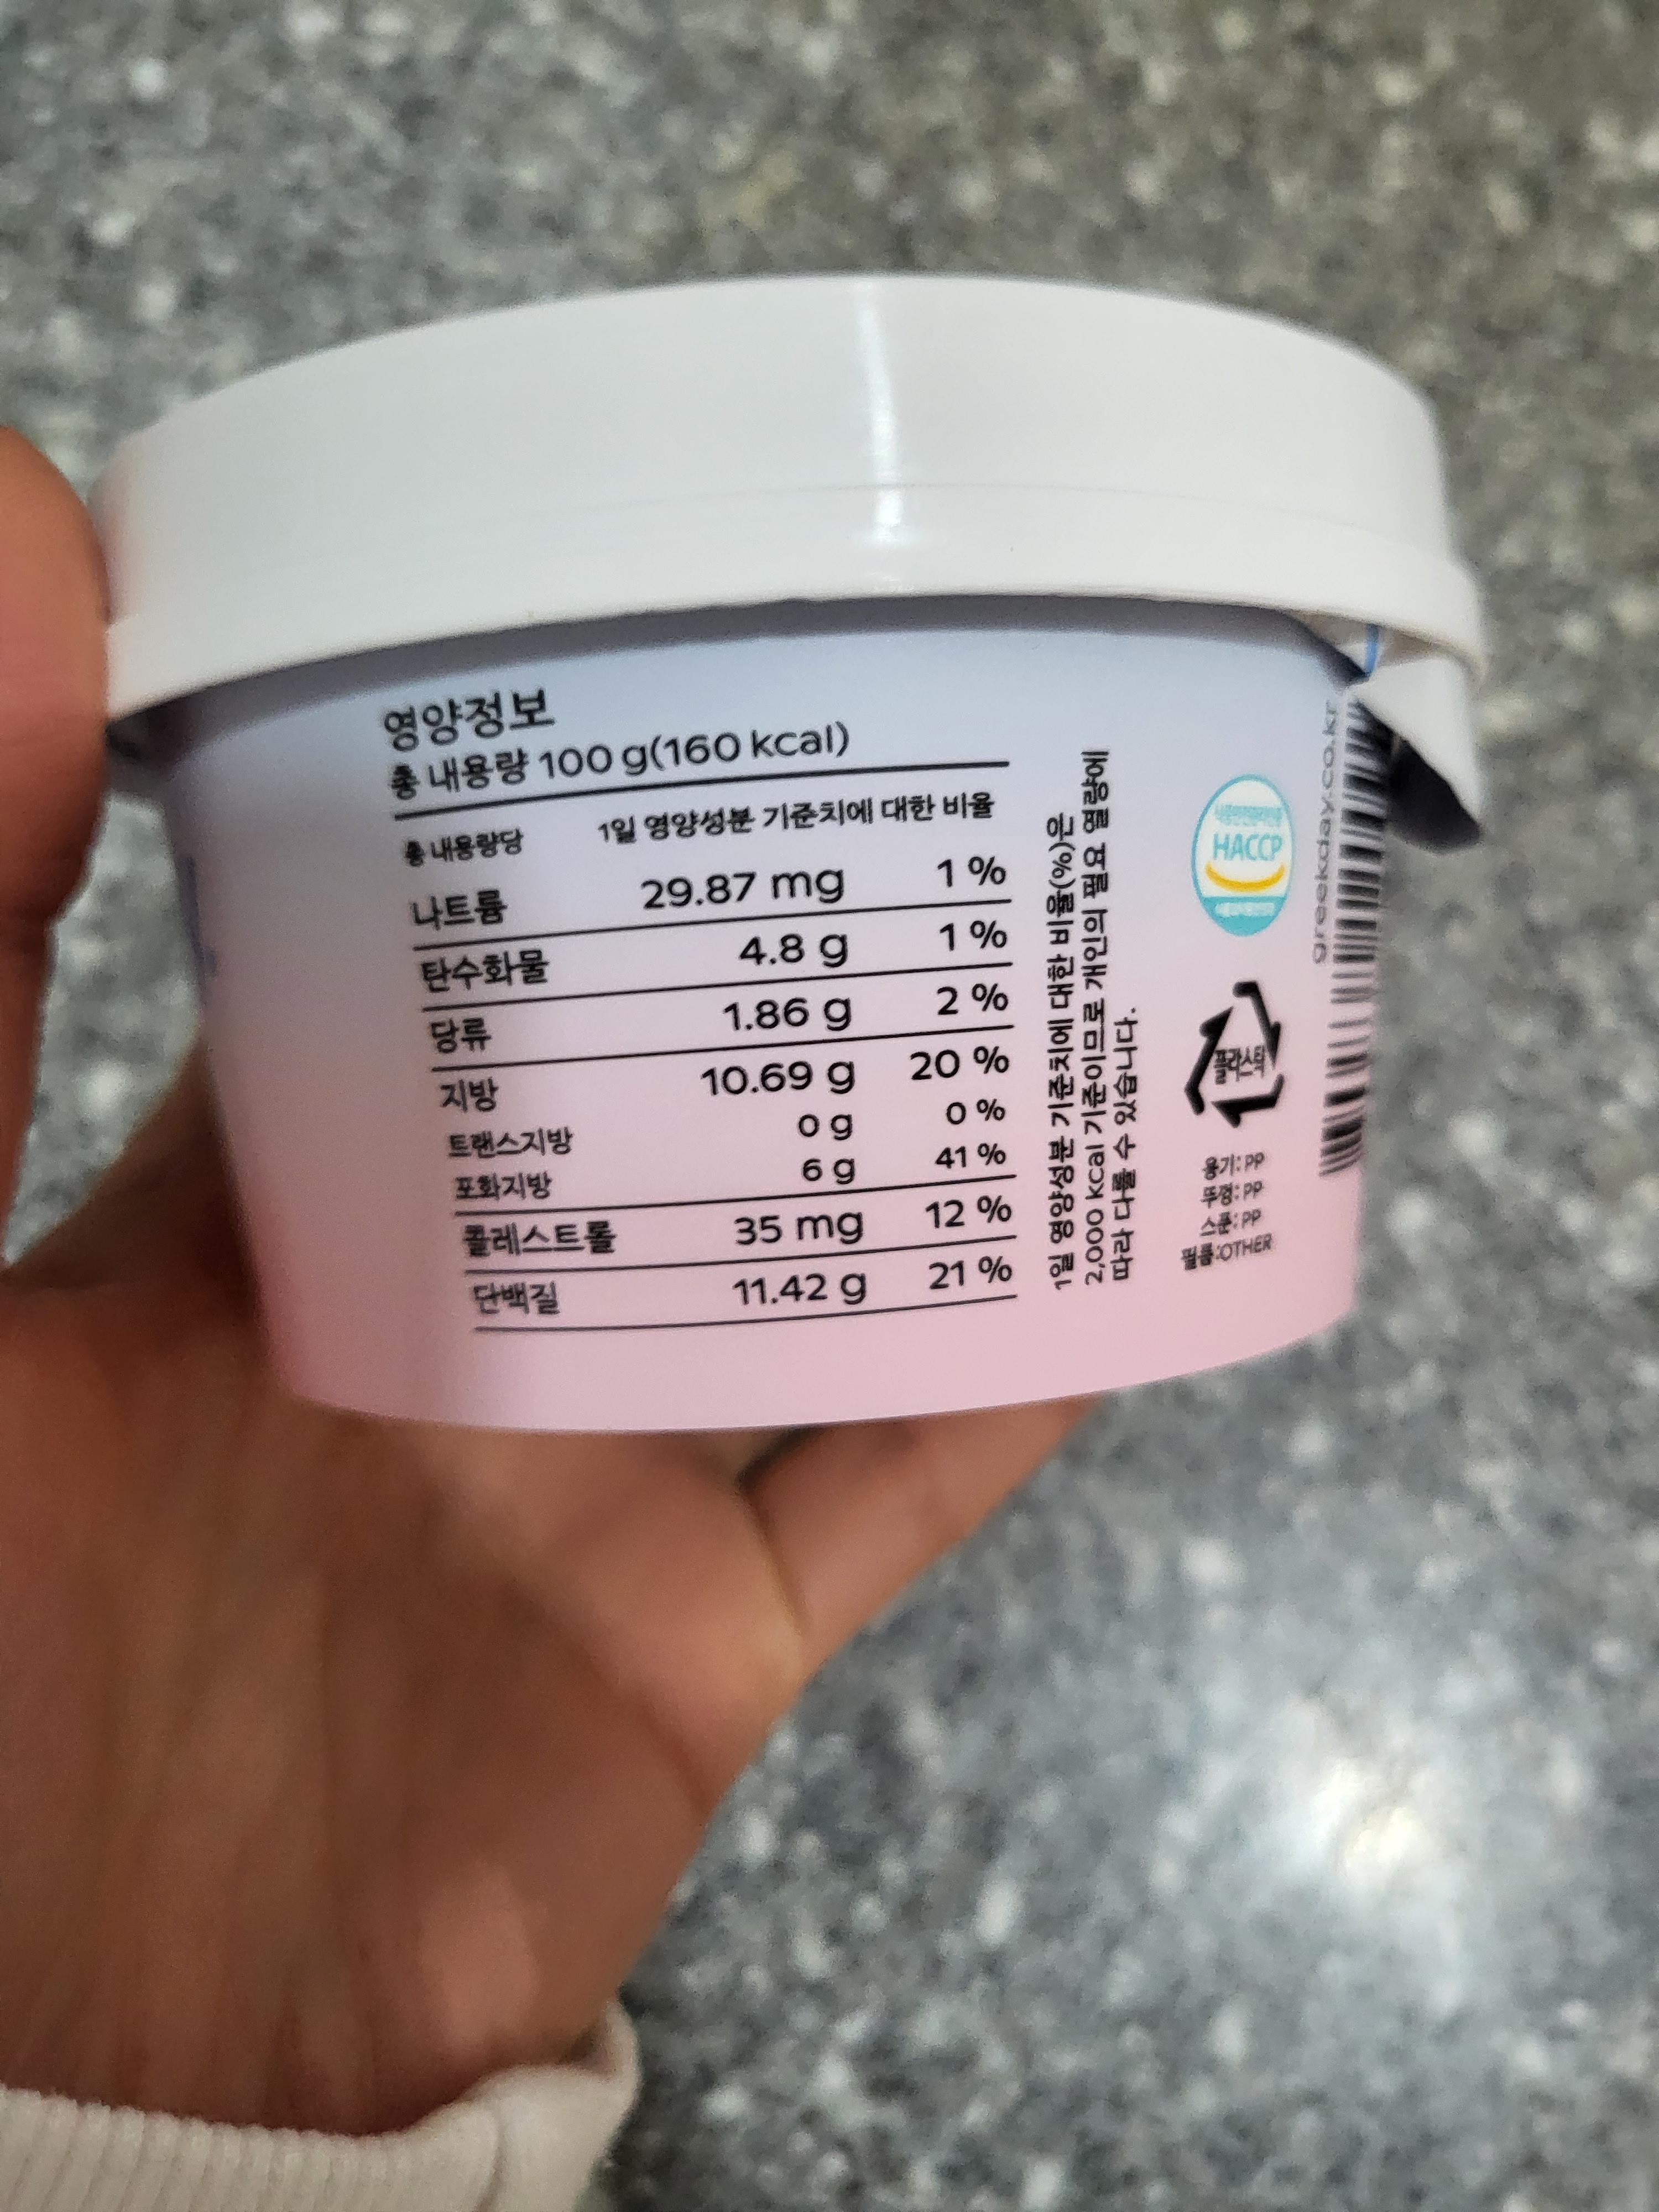 영양정보
총 내용량 100 g(160 kcal)
총 내용량당 1일 영양성분 기준치에 대한 비율
나트륨 29.87 mg 1 %
탄수화물 4.8 g 1 %
당류 1.86 g 2 %
지방 10.69 g 20 %
트랜스지방 0 g 0 %
포화지방 6 g 41 %
콜레스트롤 35 mg 12 %
단백질 11.42 g 21 %
1일 영양성분 기준치에 대한 비율(%)은
2,000 kcal 기준이므로 개인의 필요 열량에
따라 다를 수 있습니다.
HACCP
플라스틱
용기:PP
뚜껑:PP
스푼:PP
필름:OTHER
greekday.co.kr